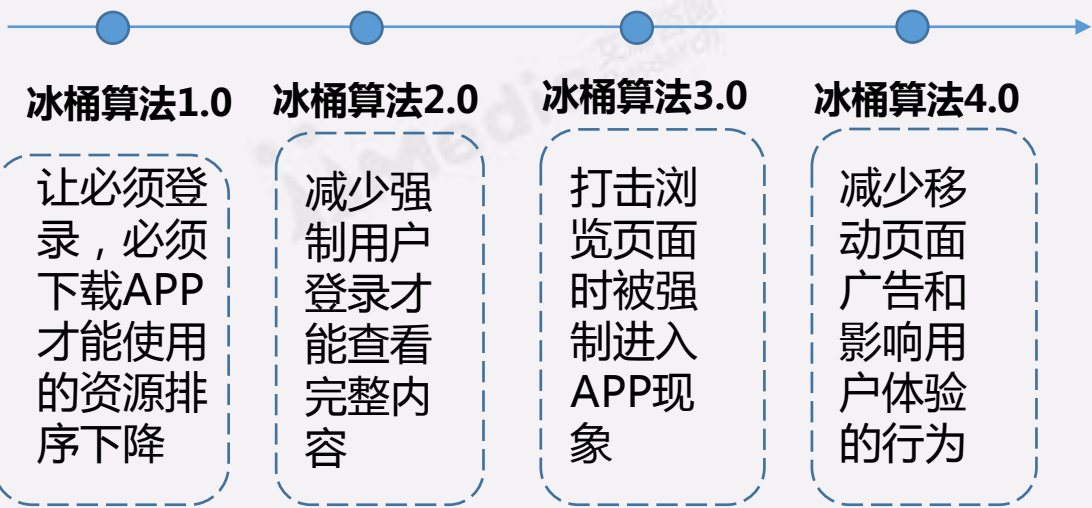 冰桶算法1.0
冰桶算法2.0
冰桶算法3.0
冰桶算法4.0
让必须登
录，必须
下载APP
才能使用
的资源排
序下降
减少强
制用户
登录才
能查看
完整内
容
打击浏
览页面
时被强
制进入
APP现
象
减少移
动页面
广告和
影响用
户体验
的行为